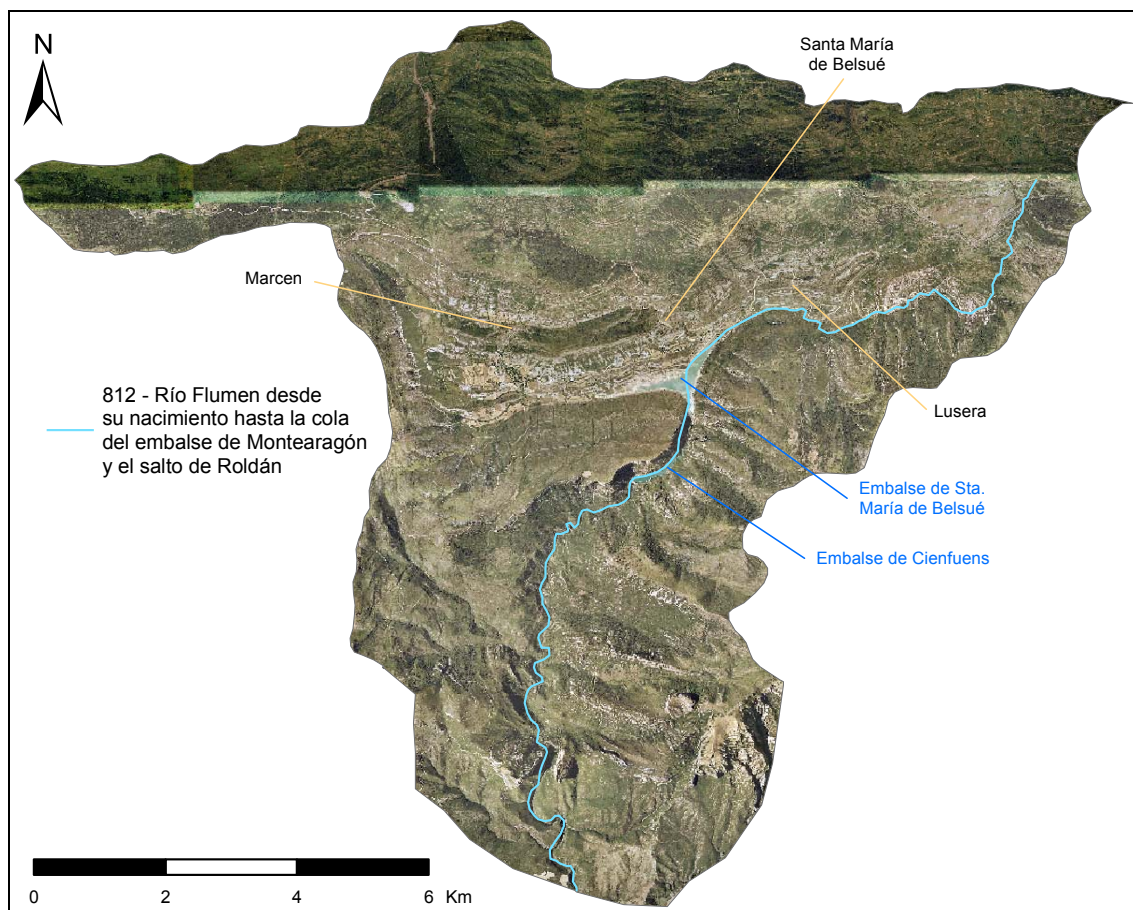 N
Santa María
de Belsué
Marcen
812 - Río Flumen desde
su nacimiento hasta la cola
del embalse de Montearagón
y el salto de Roldán
Lusera
Embalse de Sta.
María de Belsué
Embalse de Cienfuens
0 2 4 6 Km